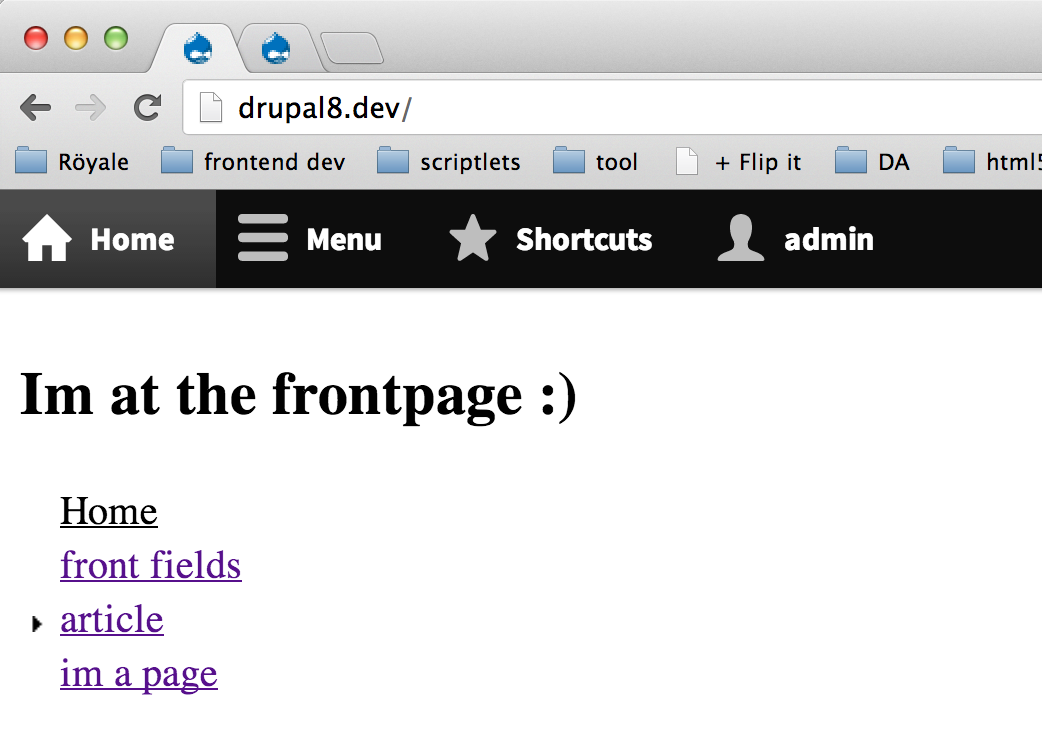 drupal8.dev/
Röyale frontend dev scriptlets tool + Flip it DA html5
Home Menu Shortcuts admin
Im at the frontpage :)
Home
front fields
article
im a page